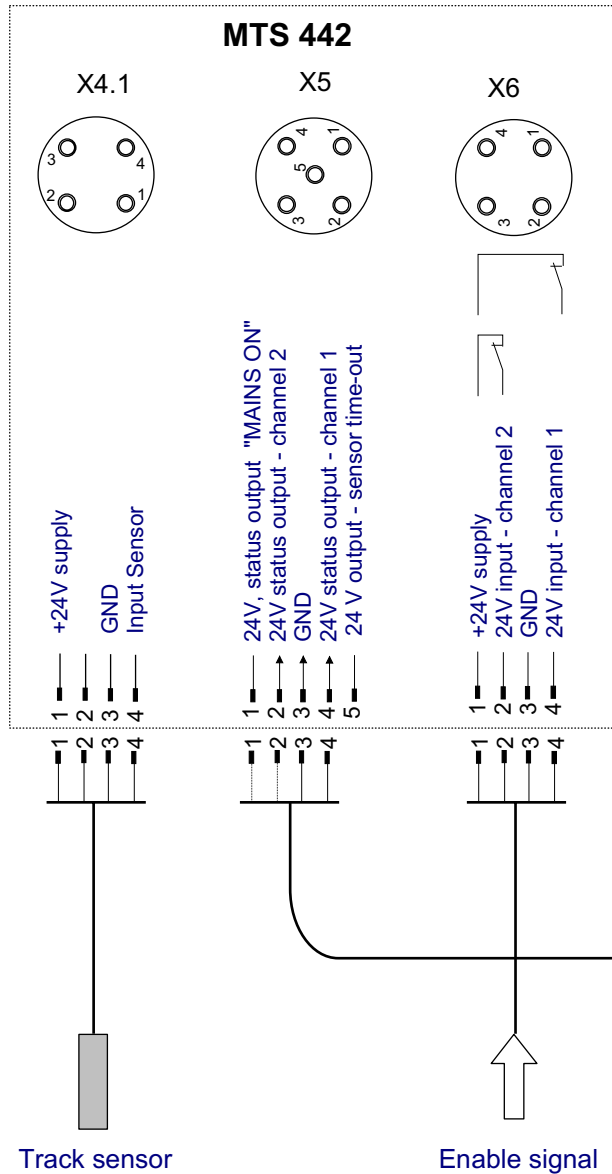 MTS 442
X4.1
X5
X6
3
4
2
1
4
1
5
3
2
4
1
3
2
+24V supply
GND
Input Sensor
24V, status output "MAINS ON"
24V status output - channel 2
GND
24V status output - channel 1
24 V output - sensor time-out
+24V supply
24V input - channel 2
GND
24V input - channel 1
1
2
3
4
1
2
3
4
5
1
2
3
4
1
2
3
4
1
2
3
4
1
2
3
4
Track sensor
Enable signal